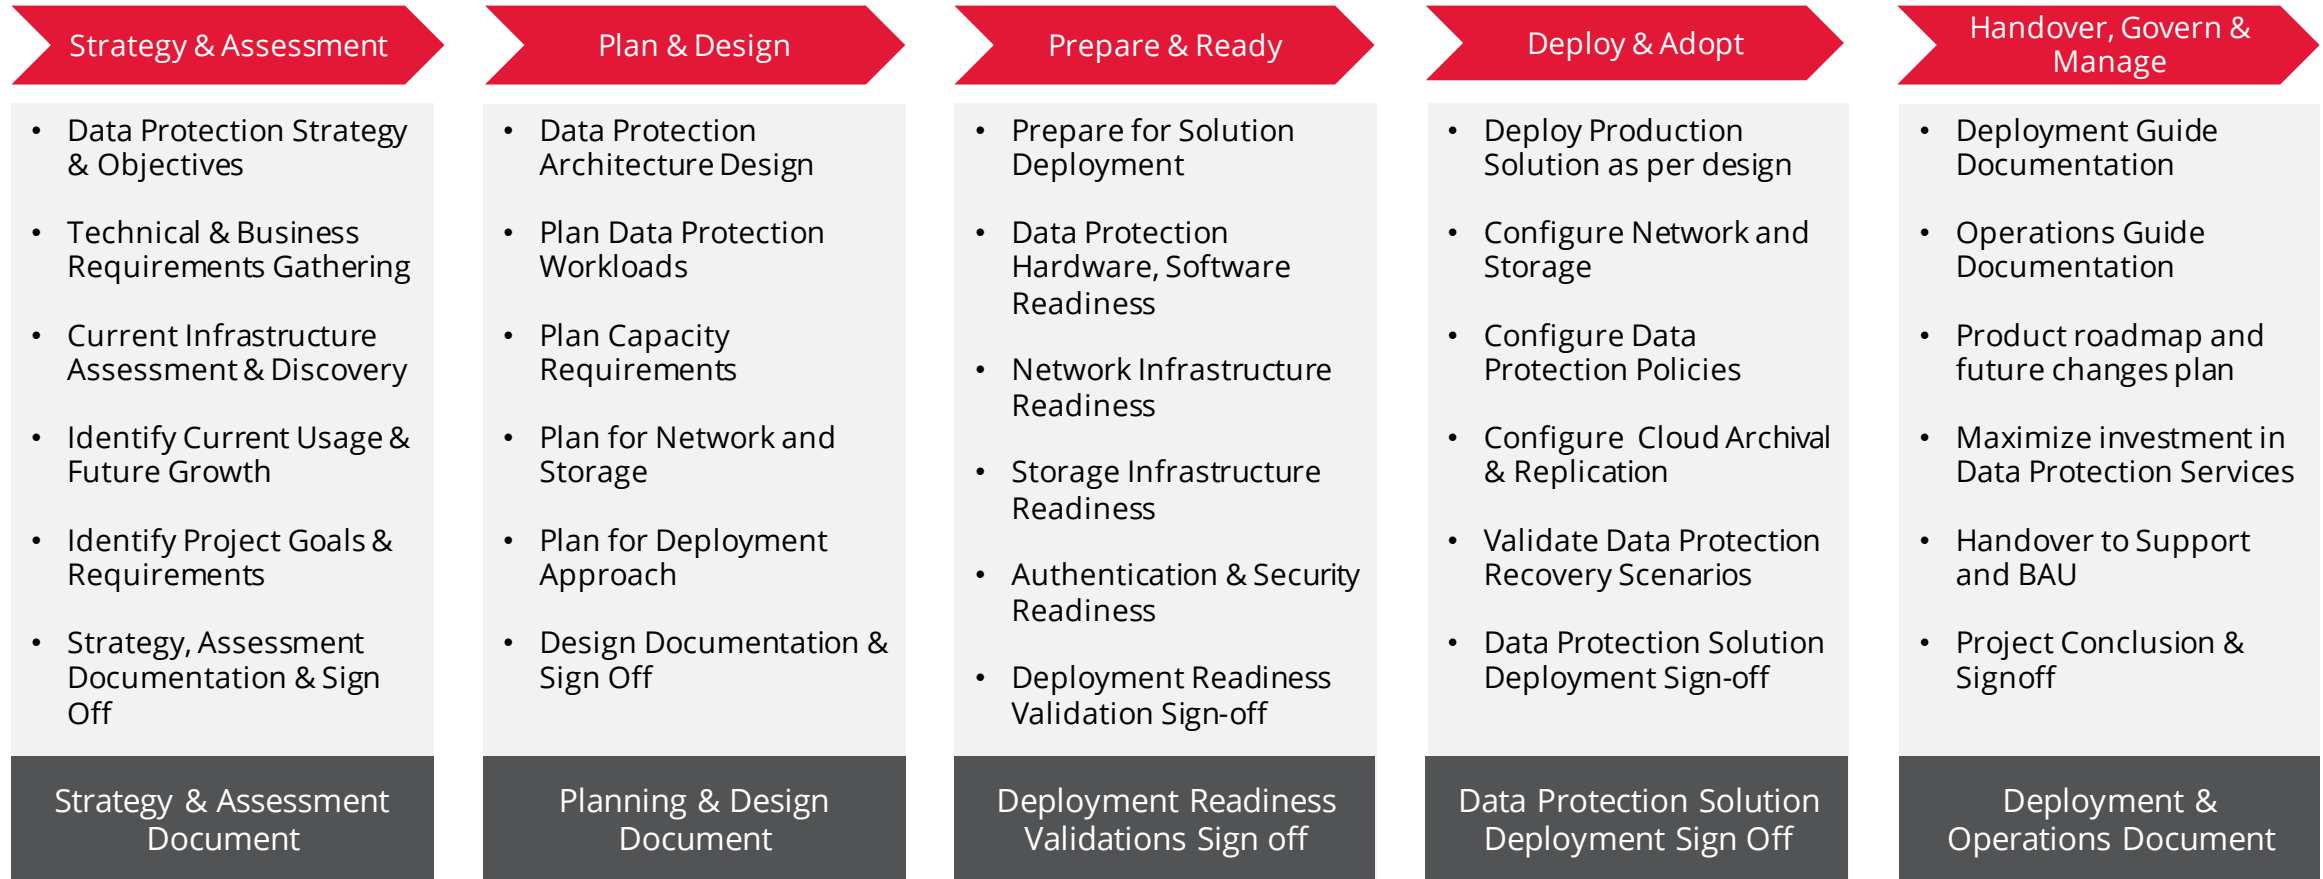 Strategy & Assessment
• Data Protection Strategy
& Objectives
• Technical & Business
Requirements Gathering
• Current Infrastructure
Assessment & Discovery
• Identify Current Usage &
Future Growth
• Identify Project Goals &
Requirements
• Strategy, Assessment
Documentation & Sign
Off
Strategy & Assessment
Document
Plan & Design
• Data Protection
Architecture Design
• Plan Data Protection
Workloads
• Plan Capacity
Requirements
• Plan for Network and
Storage
• Plan for Deployment
Approach
• Design Documentation &
Sign Off
Planning & Design
Document
Prepare & Ready
• Prepare for Solution
Deployment
• Data Protection
Hardware, Software
Readiness
• Network Infrastructure
Readiness
• Storage Infrastructure
Readiness
• Authentication & Security
Readiness
• Deployment Readiness
Validation Sign-off
Deployment Readiness
Validations Sign off
Deploy & Adopt
• Deploy Production
Solution as per design
• Configure Network and
Storage
• Configure Data
Protection Policies
• Configure Cloud Archival
& Replication
• Validate Data Protection
Recovery Scenarios
• Data Protection Solution
Deployment Sign-off
Data Protection Solution
Deployment Sign Off
Handover, Govern &
Manage
• Deployment Guide
Documentation
• Operations Guide
Documentation
• Product roadmap and
future changes plan
• Maximize investment in
Data Protection Services
• Handover to Support
and BAU
• Project Conclusion &
Signoff
Deployment &
Operations Document